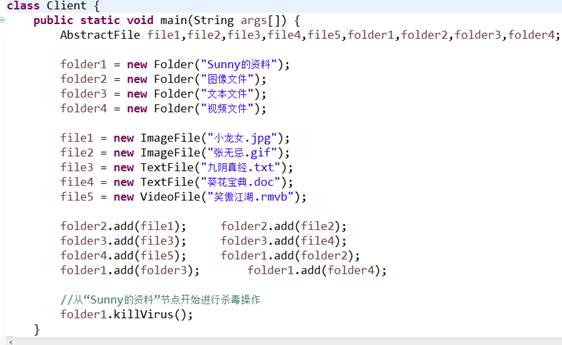 class Client {
    public static void main(String args[]) {
        AbstractFile file1,file2,file3,file4,file5,folder1,folder2,folder3,folder4;

        folder1 = new Folder("Sunny的资料");
        folder2 = new Folder("图像文件");
        folder3 = new Folder("文本文件");
        folder4 = new Folder("视频文件");

        file1 = new ImageFile("小龙女.jpg");
        file2 = new ImageFile("张无忌.gif");
        file3 = new TextFile("九阴真经.txt");
        file4 = new TextFile("葵花宝典.doc");
        file5 = new VideoFile("笑傲江湖.rmvb");

        folder2.add(file1);     folder2.add(file2);
        folder3.add(file3);     folder3.add(file4);
        folder4.add(file5);     folder1.add(folder2);
        folder1.add(folder3);       folder1.add(folder4);

        //从“Sunny的资料”节点开始进行杀毒操作
        folder1.killVirus();
    }